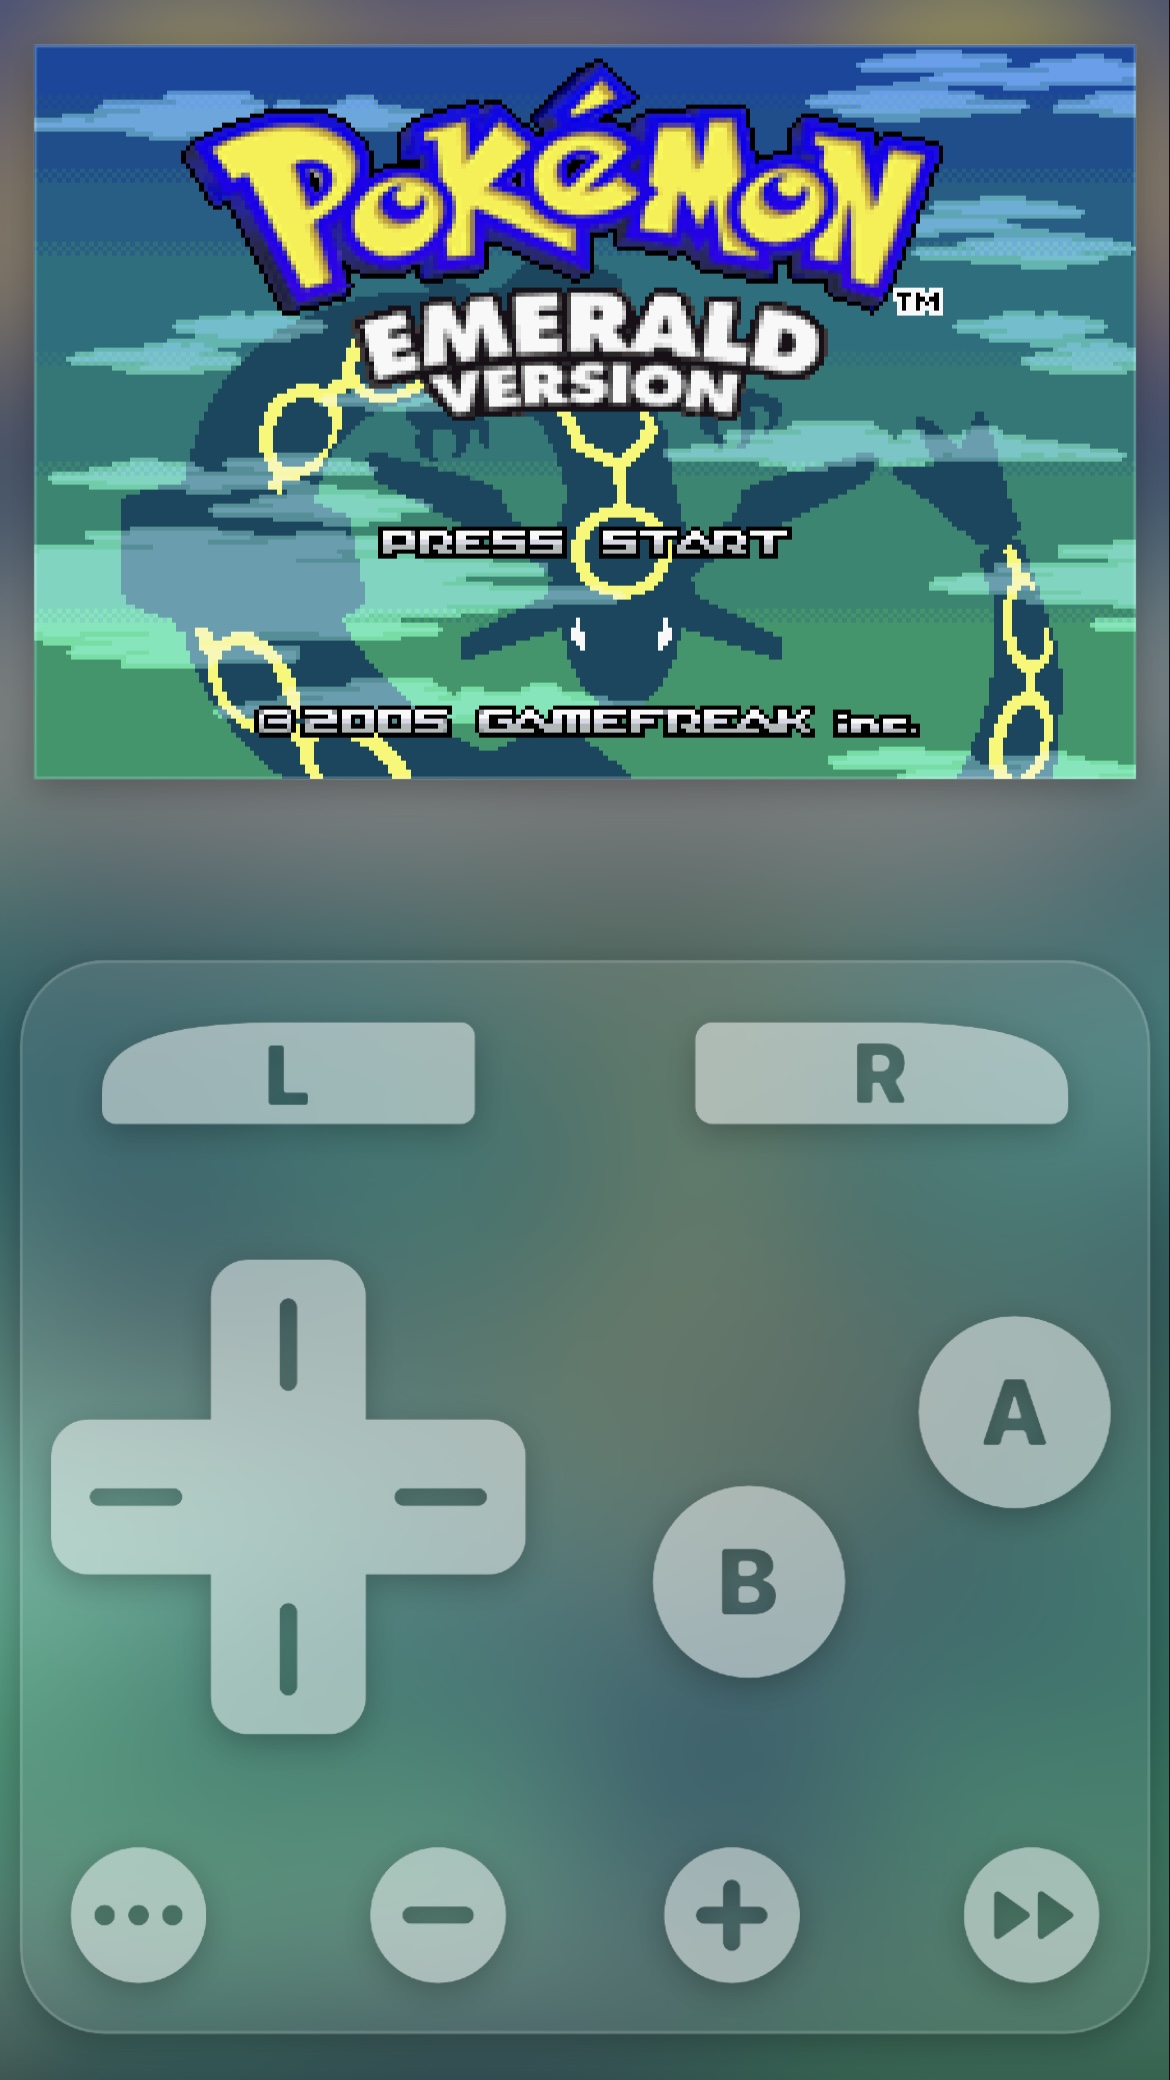 POKéMON
TM
EMERALD
VERSION
PRESS START
©2005 GAMEFREAK inc.
L
R
A
B